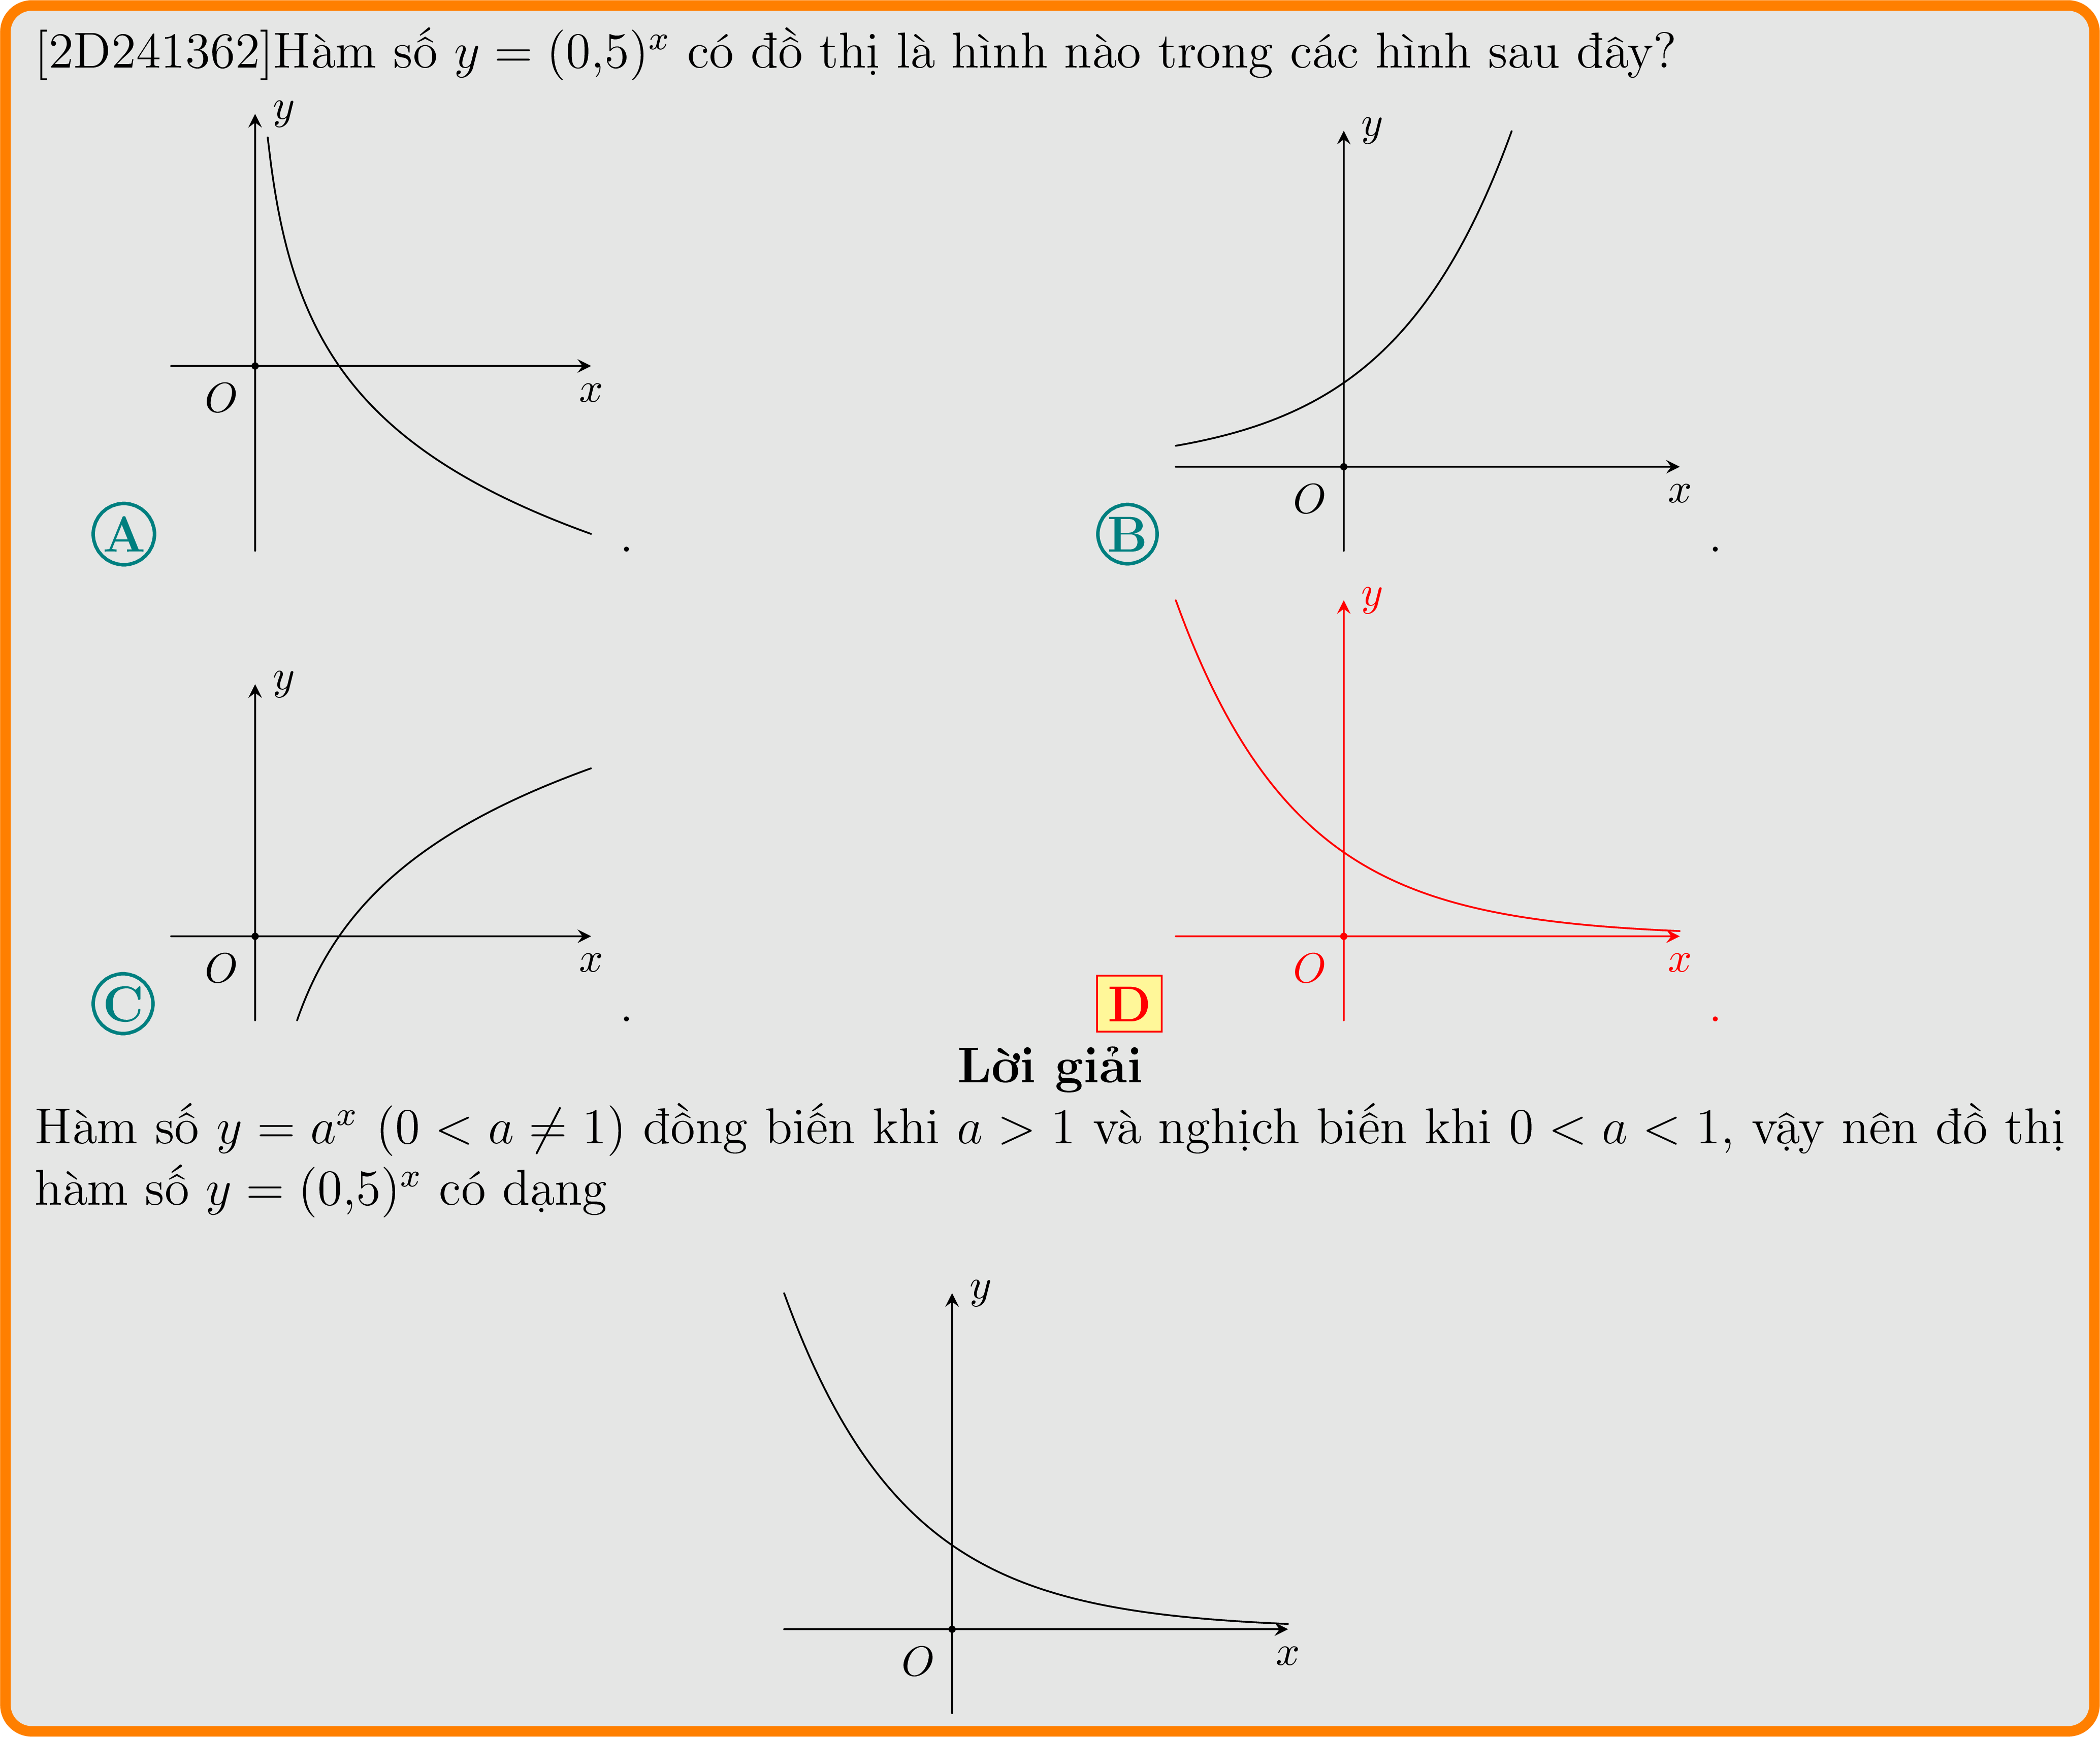 [2D241362]Hàm số y = (0,5)^x có đồ thị là hình nào trong các hình sau đây?
y
x
O
A
.
y
x
O
B
.
y
x
O
C
.
y
x
O
D
.
Lời giải
Hàm số y = a^x (0 < a ≠ 1) đồng biến khi a > 1 và nghịch biến khi 0 < a < 1, vậy nên đồ thị
hàm số y = (0,5)^x có dạng
y
x
O